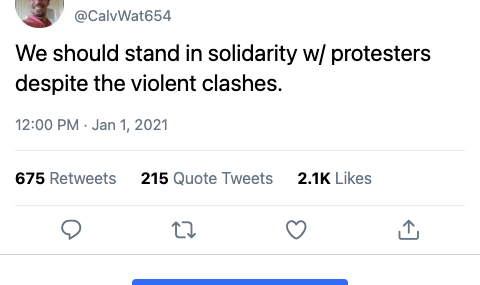 @CalvWat654
We should stand in solidarity w/ protesters
despite the violent clashes.
12:00 PM · Jan 1, 2021
675 Retweets 215 Quote Tweets 2.1K Likes